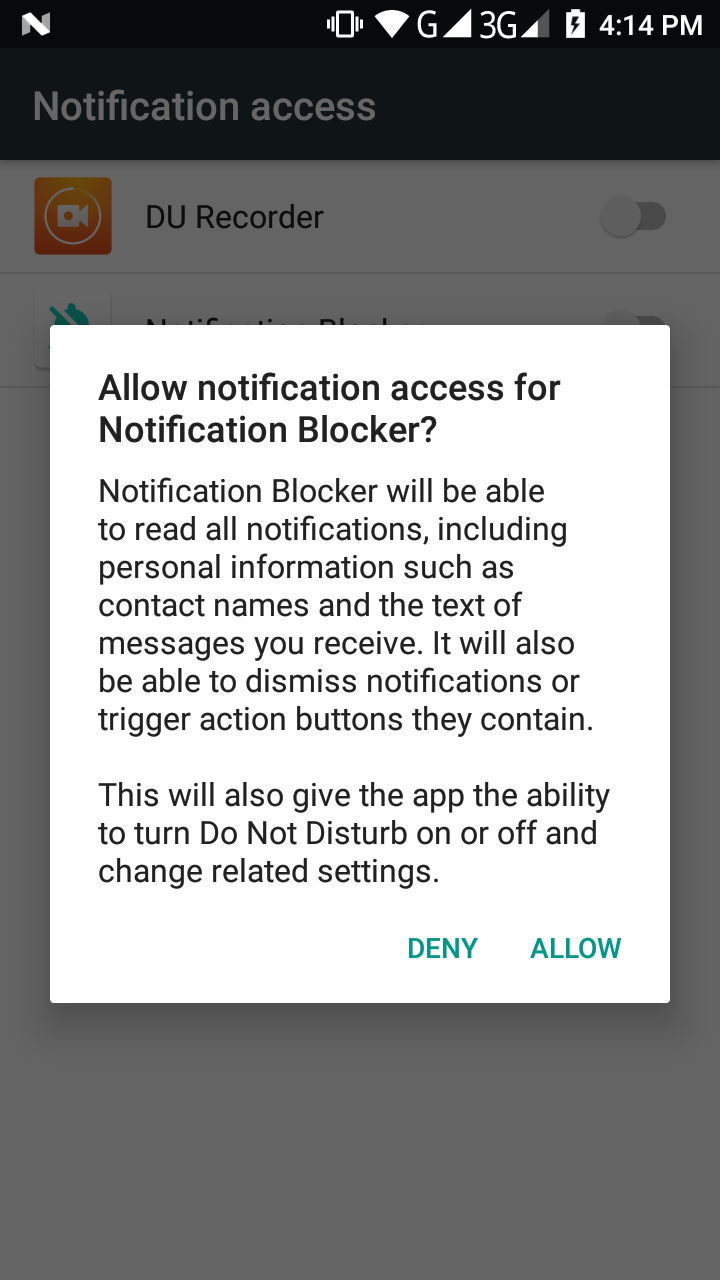 G 3G 4:14 PM
Notification access
DU Recorder
Notification Blocker
Allow notification access for
Notification Blocker?
Notification Blocker will be able
to read all notifications, including
personal information such as
contact names and the text of
messages you receive. It will also
be able to dismiss notifications or
trigger action buttons they contain.
This will also give the app the ability
to turn Do Not Disturb on or off and
change related settings.
DENY ALLOW